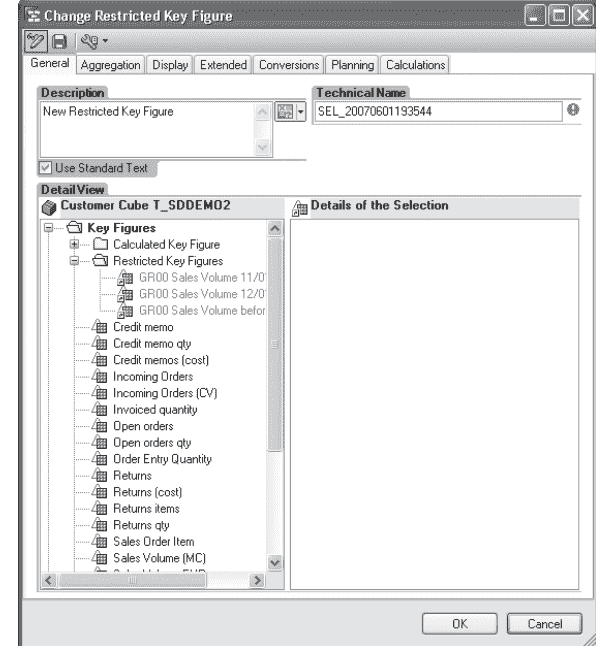 Change Restricted Key Figure
General Aggregation Display Extended Conversions Planning Calculations
Description Technical Name
New Restricted Key Figure SEL_20070601193544
Use Standard Text
Detail View
Customer Cube T_SDDEMO2 Details of the Selection
Key Figures
Calculated Key Figure
Restricted Key Figures
GR00 Sales Volume 11/0
GR00 Sales Volume 12/0
GR00 Sales Volume befor
Credit memo
Credit memo qty
Credit memos (cost)
Incoming Orders
Incoming Orders (CV)
Invoiced quantity
Open orders
Open orders qty
Order Entry Quantity
Returns
Returns (cost)
Returns items
Returns qty
Sales Order Item
Sales Volume (MC)
OK Cancel